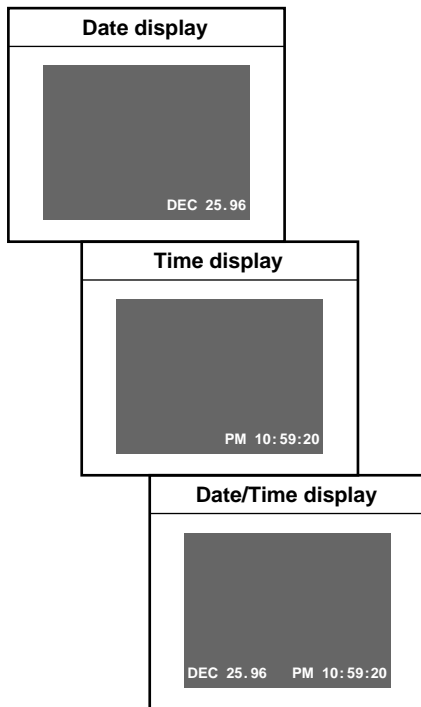 Date display
DEC 25.96
Time display
PM 10:59:20
Date/Time display
DEC 25.96 PM 10:59:20